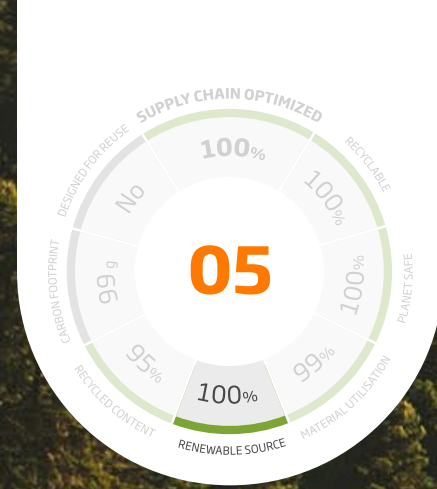 SUPPLY CHAIN OPTIMIZED
100%
RECYCLABLE
100%
PLANET SAFE
100%
MATERIAL UTILISATION
99%
RENEWABLE SOURCE
100%
RECYCLED CONTENT
95%
CARBON FOOTPRINT
66 g
DESIGNED FOR REUSE
No
05